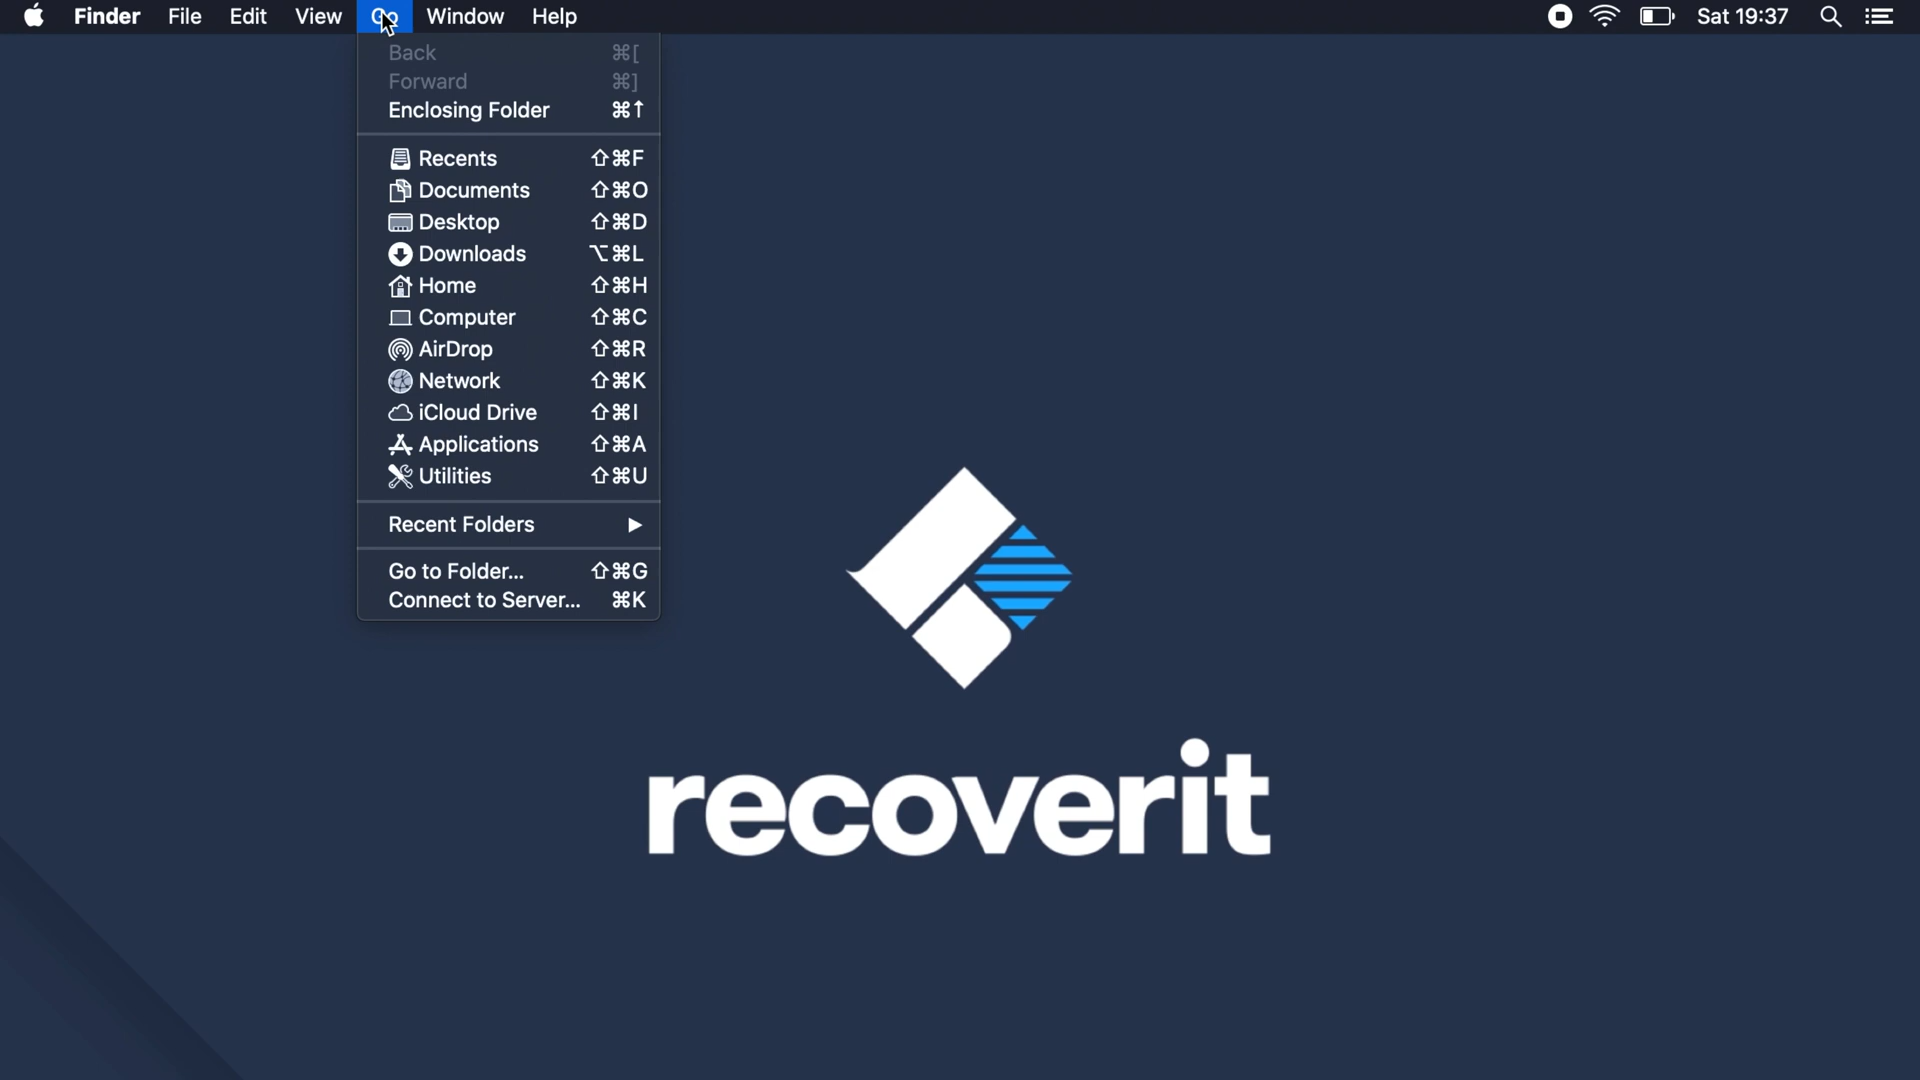 Finder File Edit View Go Window Help Sat 19:37
Back ⌘[
Forward ⌘]
Enclosing Folder ⌘↑
Recents ⇧⌘F
Documents ⇧⌘O
Desktop ⇧⌘D
Downloads ⌥⌘L
Home ⇧⌘H
Computer ⇧⌘C
AirDrop ⇧⌘R
Network ⇧⌘K
iCloud Drive ⇧⌘I
Applications ⇧⌘A
Utilities ⇧⌘U
Recent Folders ▶
Go to Folder... ⇧⌘G
Connect to Server... ⌘K
recoverit